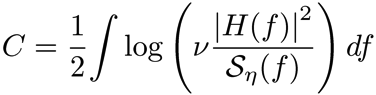 C = \frac{1}{2} \int \log \left( \nu \frac{|H(f)|^2}{\mathcal{S}_\eta(f)} \right) df